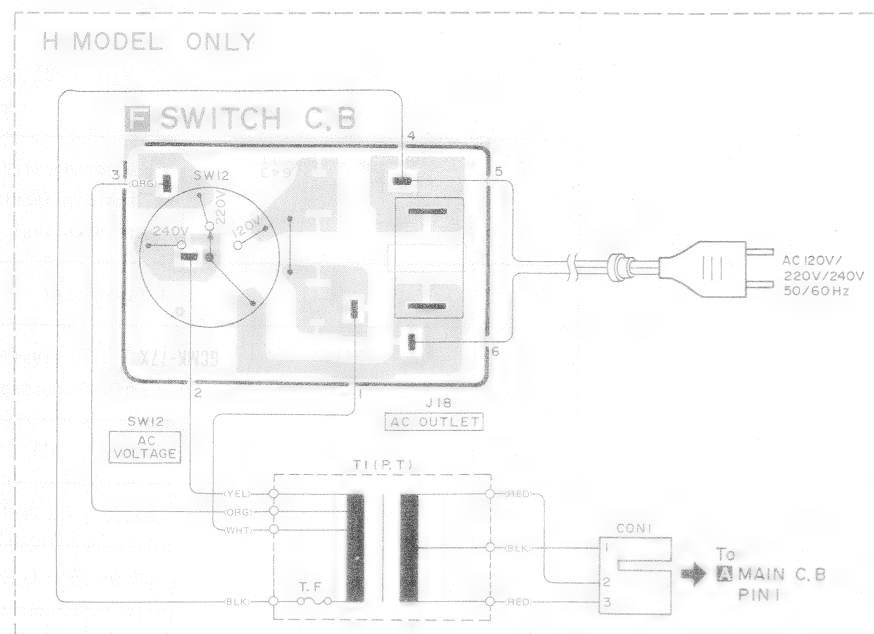 H MODEL ONLY
F SWITCH C.B
4
3
(ORG)
SW12
5
220V
240V
120V
AC 120V/
220V/240V
50/60Hz
6
2
1
J18
AC OUTLET
SW12
AC
VOLTAGE
T1(P.T)
(YEL)
(RED)
(ORG)
(WHT)
CON1
(BLK)
1
2
3
To
A MAIN C.B
PIN1
T.F
(BLK)
(RED)